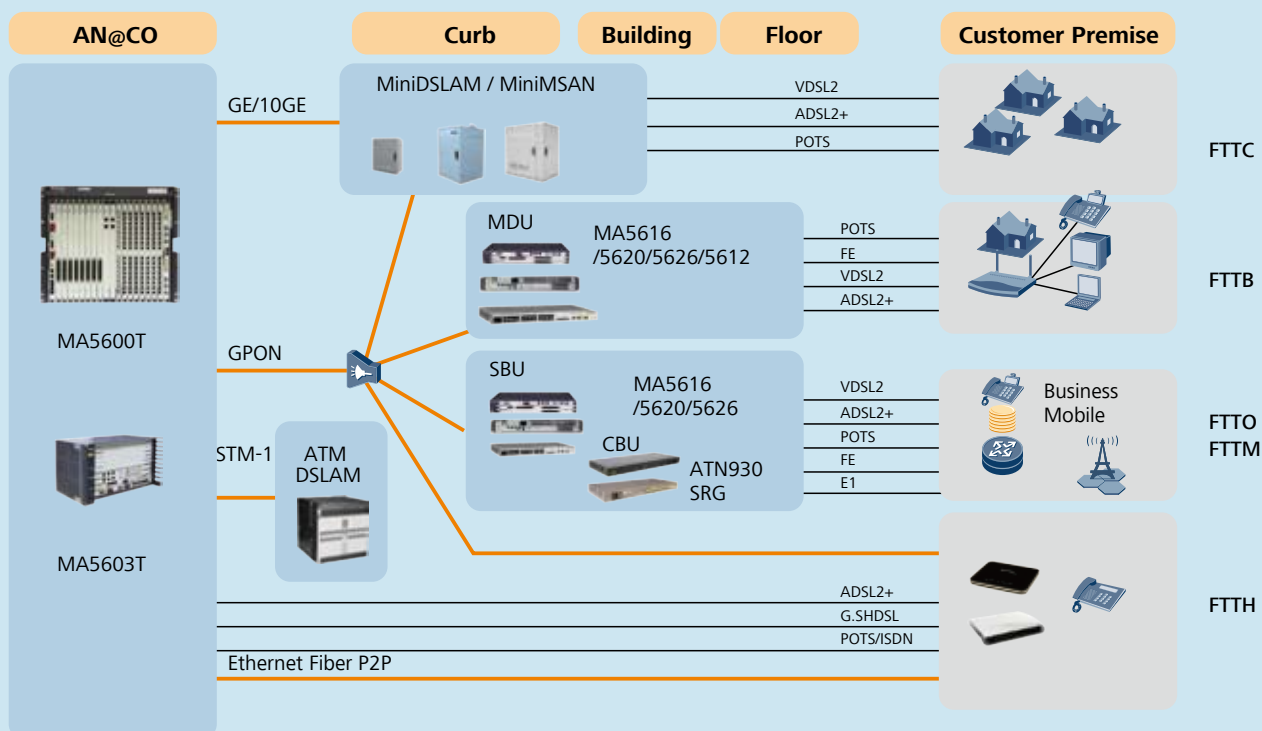 AN@CO
Curb
Building
Floor
Customer Premise
GE/10GE
MiniDSLAM / MiniMSAN
VDSL2
ADSL2+
POTS
FTTC
MA5600T
MDU
MA5616
/5620/5626/5612
POTS
FE
VDSL2
ADSL2+
FTTB
GPON
SBU
MA5616
/5620/5626
CBU
ATN930
SRG
VDSL2
ADSL2+
POTS
FE
E1
Business
Mobile
FTTO
FTTM
STM-1
ATM
DSLAM
MA5603T
ADSL2+
G.SHDSL
POTS/ISDN
Ethernet Fiber P2P
FTTH